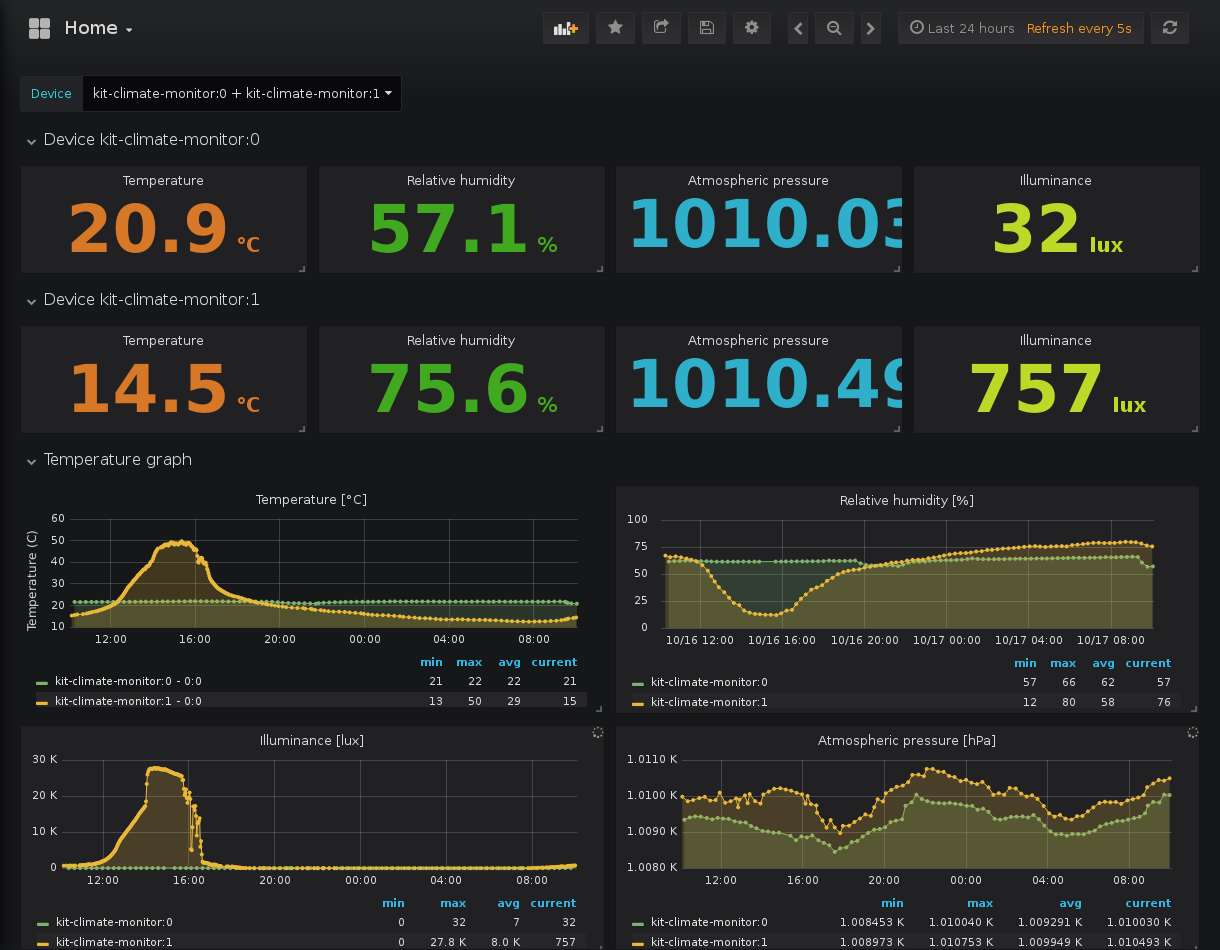 Home
Last 24 hours Refresh every 5s
Device kit-climate-monitor:0 + kit-climate-monitor:1
Device kit-climate-monitor:0
Temperature Relative humidity Atmospheric pressure Illuminance
20.9 °C 57.1 % 1010.03 32 lux
Device kit-climate-monitor:1
Temperature Relative humidity Atmospheric pressure Illuminance
14.5 °C 75.6 % 1010.49 757 lux
Temperature graph
Temperature [°C]
Temperature (C)
60
50
40
30
20
10
12:00 16:00 20:00 00:00 04:00 08:00
min max avg current
kit-climate-monitor:0 - 0:0 21 22 22 21
kit-climate-monitor:1 - 0:0 13 50 29 15
Relative humidity [%]
100
75
50
25
0
10/16 12:00 10/16 16:00 10/16 20:00 10/17 00:00 10/17 04:00 10/17 08:00
min max avg current
kit-climate-monitor:0 57 66 62 57
kit-climate-monitor:1 12 80 58 76
Illuminance [lux]
30 K
20 K
10 K
0
12:00 16:00 20:00 00:00 04:00 08:00
min max avg current
kit-climate-monitor:0 0 32 7 32
kit-climate-monitor:1 0 27.8 K 8.0 K 757
Atmospheric pressure [hPa]
1.0110 K
1.0100 K
1.0090 K
1.0080 K
12:00 16:00 20:00 00:00 04:00 08:00
min max avg current
kit-climate-monitor:0 1.008453 K 1.010040 K 1.009291 K 1.010030 K
kit-climate-monitor:1 1.008973 K 1.010753 K 1.009949 K 1.010493 K